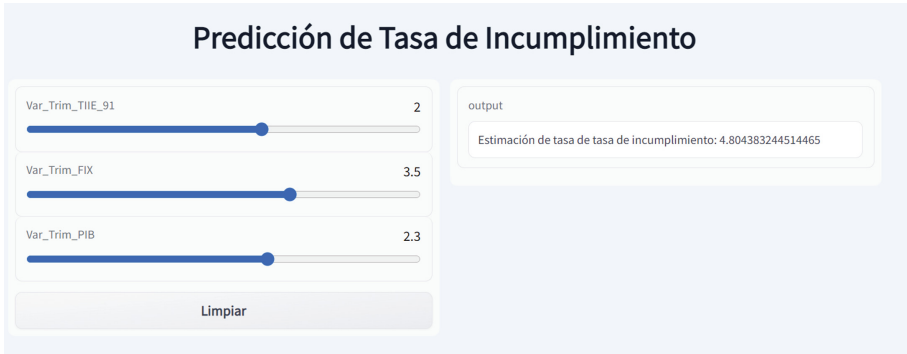 Predicción de Tasa de Incumplimiento
Var_Trim_TIIE_91
2
Var_Trim_FIX
3.5
Var_Trim_PIB
2.3
Limpiar
output
Estimación de tasa de tasa de incumplimiento: 4.804383244514465